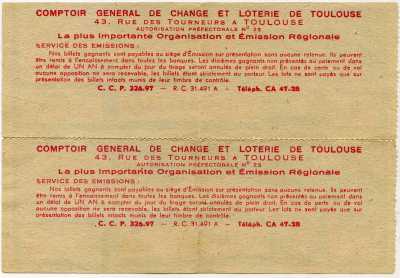 COMPTOIR GENERAL DE CHANGE ET LOTERIE DE TOULOUSE
43, RUE DES TOURNEURS A TOULOUSE
AUTORISATION PRÉFECTORALE N° 25
La plus Importante Organisation et Émission Régionale
SERVICE DES EMISSIONS :
Nos billets gagnants sont payables au siège d'Émission sur présentation sans aucune retenue. Ils peuvent
être remis à l'encaissement dans toutes les banques. Les dixièmes gagnants non présentés au paiement dans
un délai de UN AN à compter du jour du tirage seront annulés de plein droit. En cas de perte ou de vol
aucune opposition ne sera recevable, les billets étant strictement au porteur. Les lots ne sont payés que sur
présentation des billets intacts munis de leur timbre de contrôle.
C. C. P. 326.97 — R. C. 31.491 A — Téléph. CA 47-28
COMPTOIR GENERAL DE CHANGE ET LOTERIE DE TOULOUSE
43, RUE DES TOURNEURS A TOULOUSE
AUTORISATION PRÉFECTORALE N° 25
La plus Importante Organisation et Émission Régionale
SERVICE DES EMISSIONS :
Nos billets gagnants sont payables au siège d'Émission sur présentation sans aucune retenue. Ils peuvent
être remis à l'encaissement dans toutes les banques. Les dixièmes gagnants non présentés au paiement dans
un délai de UN AN à compter du jour du tirage seront annulés de plein droit. En cas de perte ou de vol
aucune opposition ne sera recevable, les billets étant strictement au porteur. Les lots ne sont payés que sur
présentation des billets intacts munis de leur timbre de contrôle.
C. C. P. 326.97 — R. C. 31.491 A — Téléph. CA 47-28